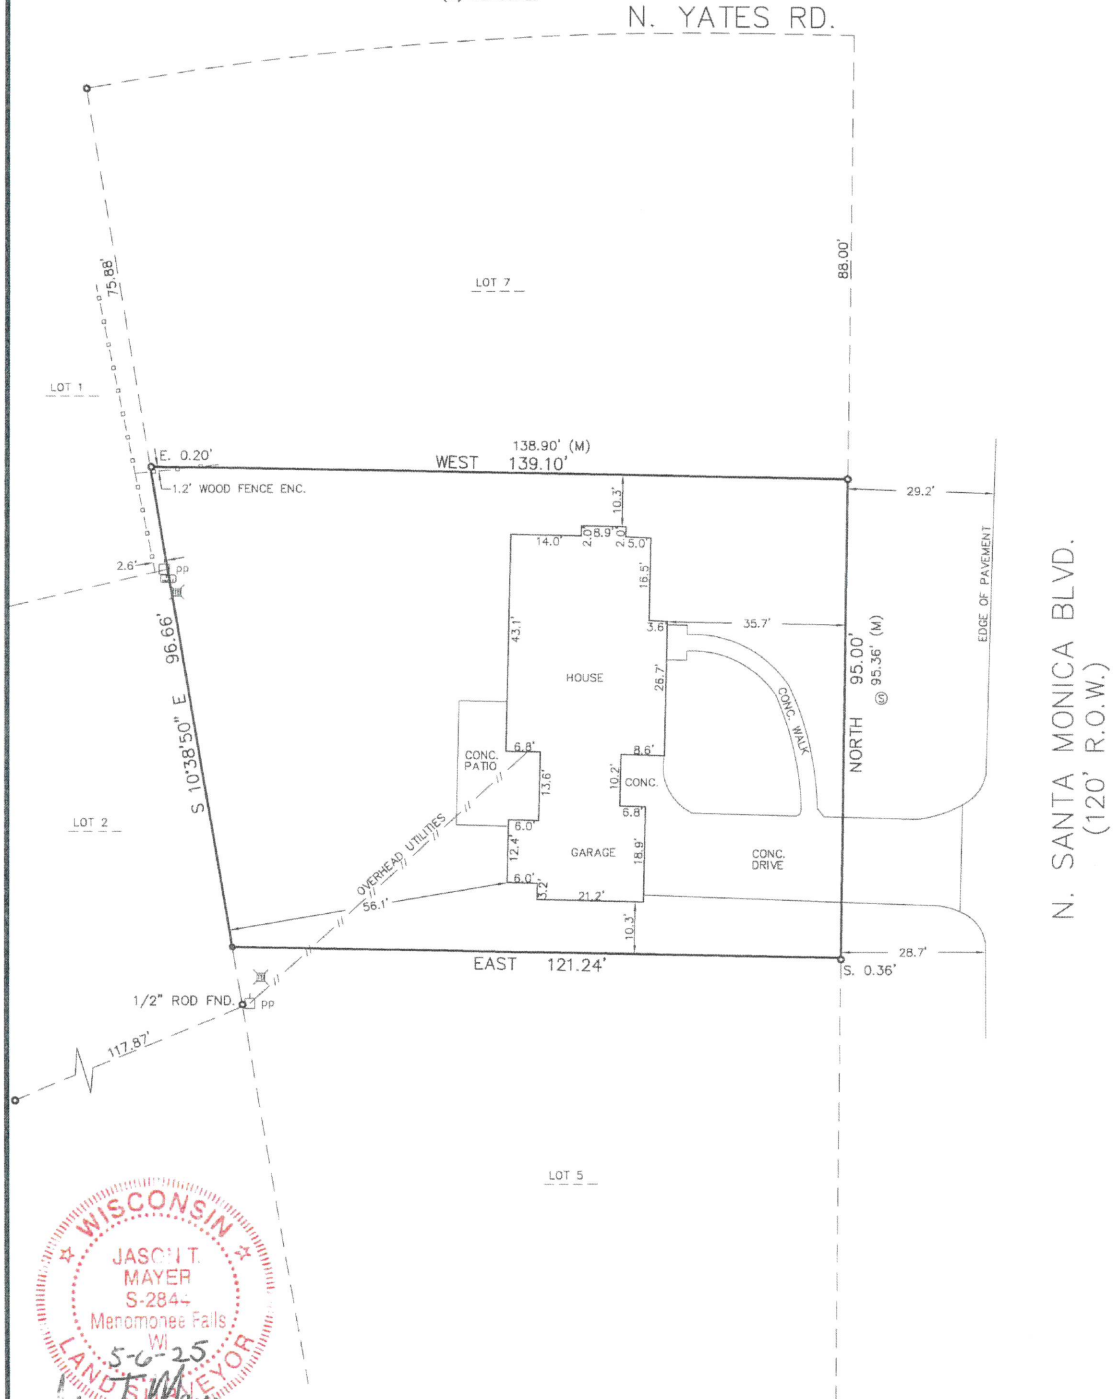 N. YATES RD.
75.88'
88.00'
LOT 7
LOT 1
E. 0.20'
138.90' (M)
WEST 139.10'
1.2' WOOD FENCE ENC.
29.2'
10.3'
14.0'
2.0'
8.9'
2.0'
5.0'
2.6'
PP
16.5'
EDGE OF PAVEMENT
43.1'
3.6
35.7'
S 10°38'50" E 96.66'
HOUSE
26.7'
NORTH 95.00'
Ⓢ 95.36' (M)
CONC. WALK
N. SANTA MONICA BLVD.
(120' R.O.W.)
CONC.
PATIO
6.8'
8.6'
13.6'
10.2'
CONC.
6.8'
LOT 2
6.0'
OVERHEAD UTILITIES
12.4'
GARAGE
18.9'
CONC.
DRIVE
6.0'
3.2'
21.2'
56.1'
10.3'
28.7'
EAST 121.24'
S. 0.36'
1/2" ROD FND.
PP
117.87'
LOT 5
WISCONSIN
JASON T.
MAYER
S-2844
Menomonee Falls
WI
LAND SURVEYOR
5-6-25